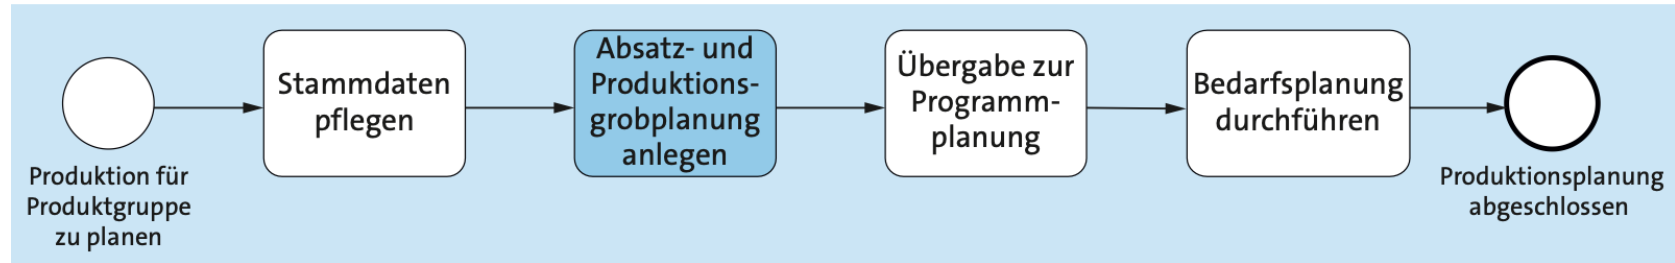 Produktion für
Produktgruppe
zu planen
Stammdaten
pflegen
Absatz- und
Produktions-
grobplanung
anlegen
Übergabe zur
Programm-
planung
Bedarfsplanung
durchführen
Produktionsplanung
abgeschlossen